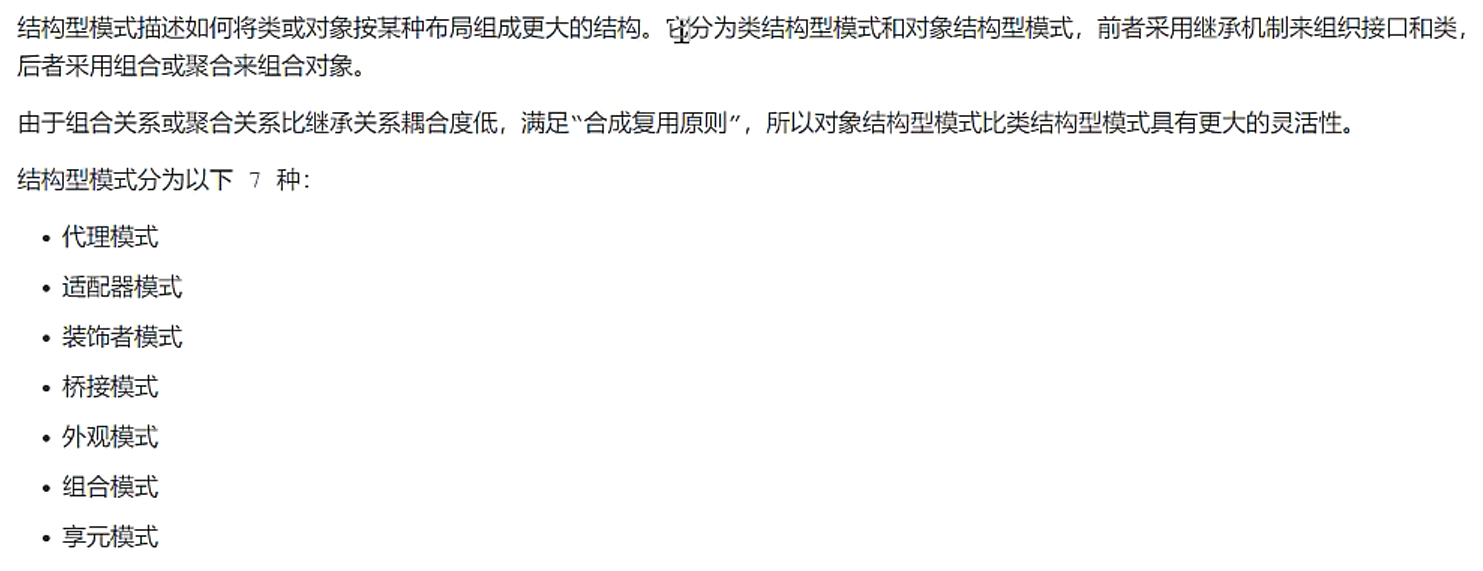 结构型模式描述如何将类或对象按某种布局组成更大的结构。它分为类结构型模式和对象结构型模式，前者采用继承机制来组织接口和类，
后者采用组合或聚合来组合对象。
由于组合关系或聚合关系比继承关系耦合度低，满足“合成复用原则”，所以对象结构型模式比类结构型模式具有更大的灵活性。
结构型模式分为以下 7 种：
• 代理模式
• 适配器模式
• 装饰者模式
• 桥接模式
• 外观模式
• 组合模式
• 享元模式